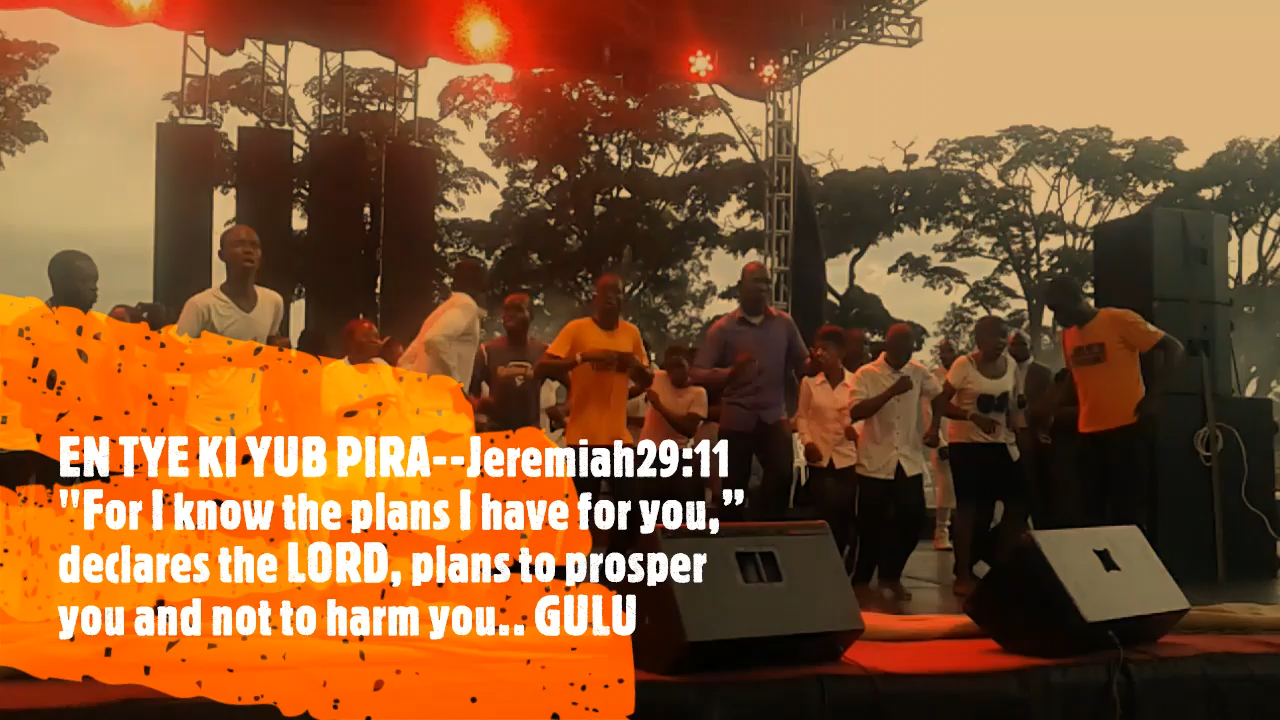 EN TYE KI YUB PIRA--Jeremiah29:11
"For I know the plans I have for you,”
declares the LORD, plans to prosper
you and not to harm you.. GULU